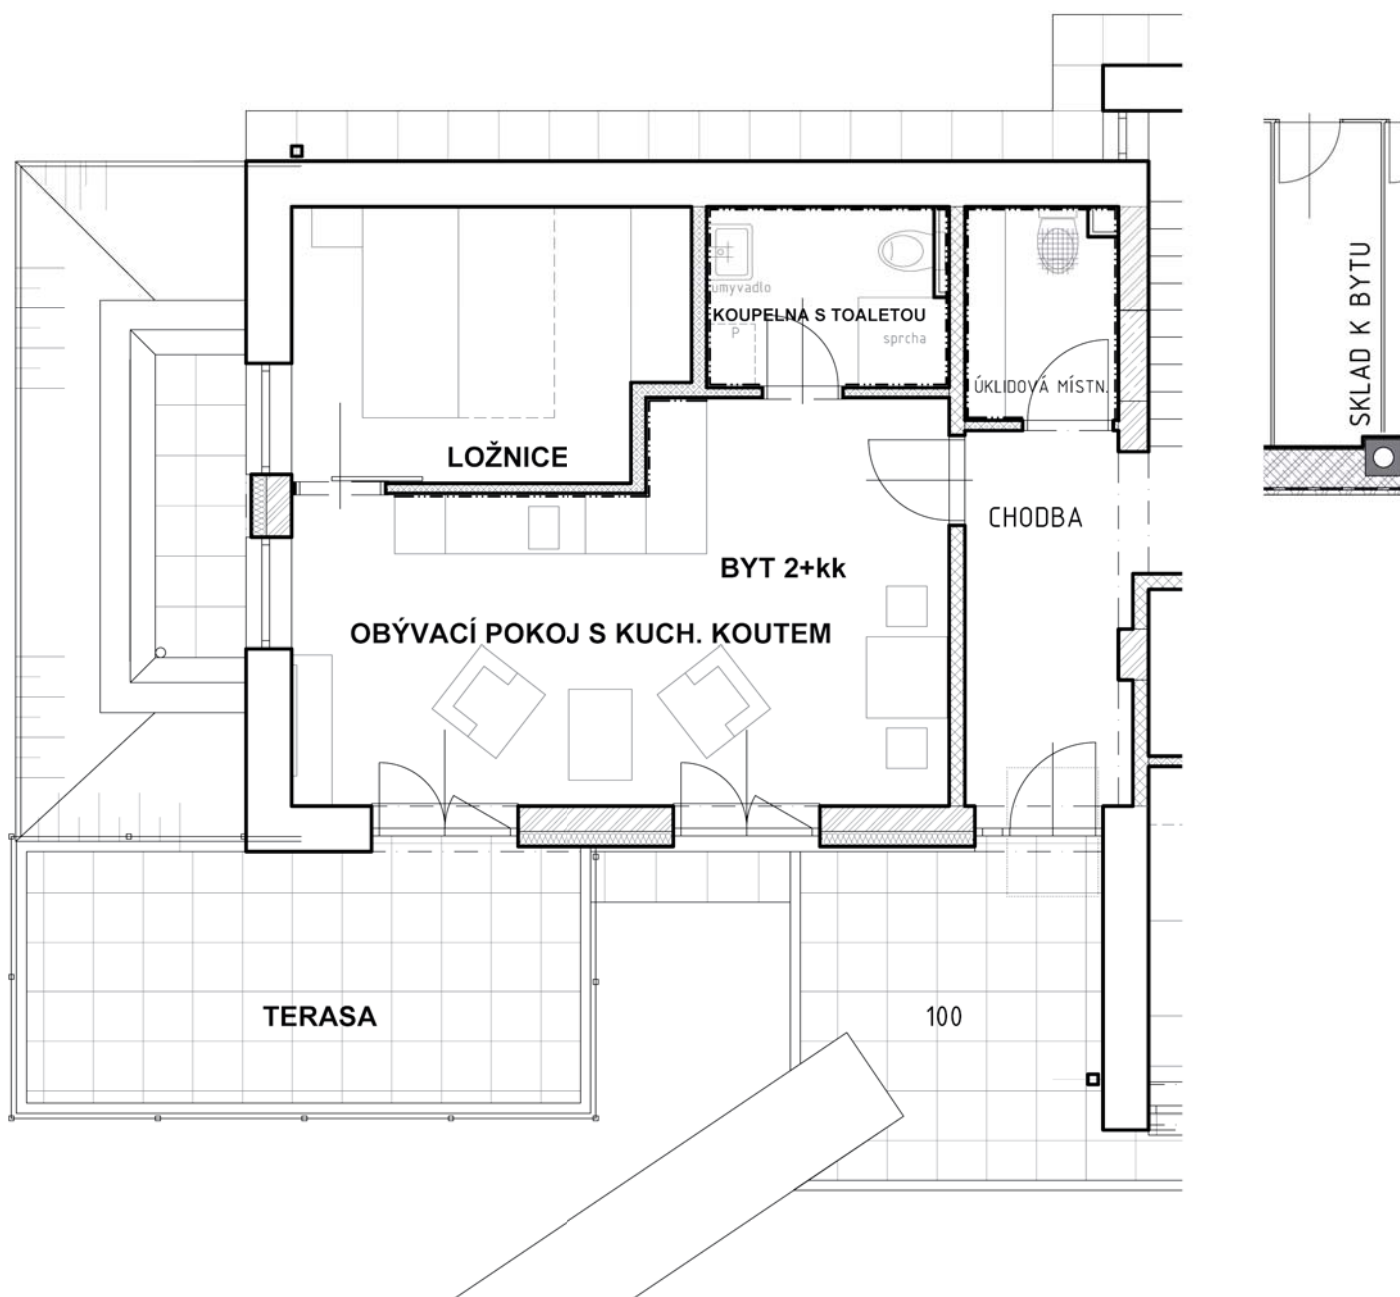 umyvadlo
KOUPELNA S TOALETOU
P
sprcha
SKLAD K BYTU
ÚKLIDOVÁ MÍSTN.
LOŽNICE
CHODBA
BYT 2+kk
OBÝVACÍ POKOJ S KUCH. KOUTEM
TERASA
100